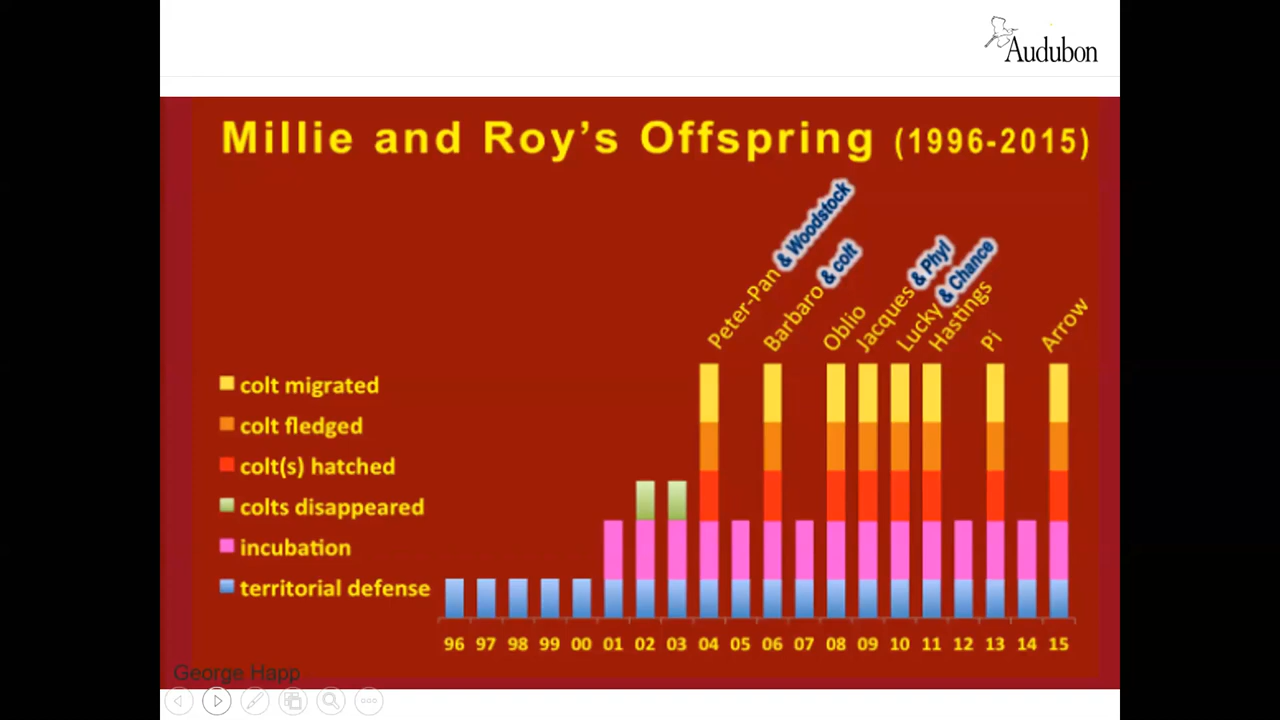 Audubon
Millie and Roy's Offspring (1996-2015)
Peter-Pan & Woodstock
Barbaro & colt
Oblio
Jacques & Phyl
Lucky & Chance
Hastings
Pi
Arrow
colt migrated
colt fledged
colt(s) hatched
colts disappeared
incubation
territorial defense
96 97 98 99 00 01 02 03 04 05 06 07 08 09 10 11 12 13 14 15
George Happ